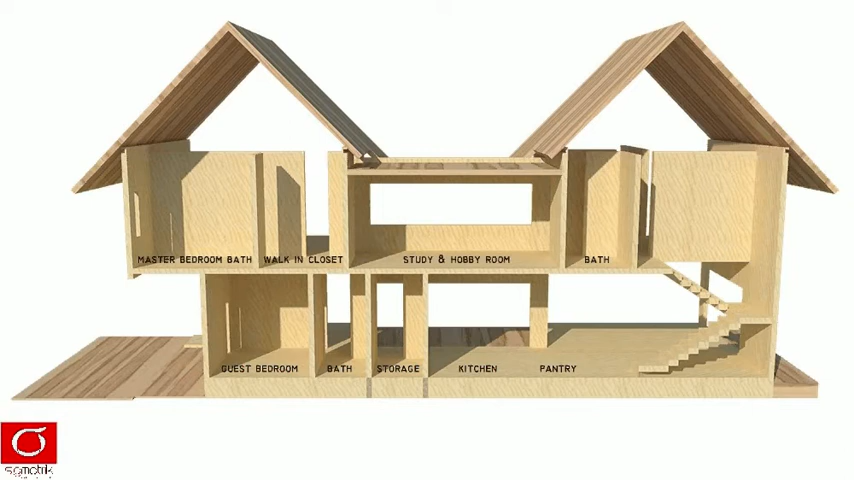 MASTER BEDROOM BATH WALK IN CLOSET STUDY & HOBBY ROOM BATH
GUEST BEDROOM BATH STORAGE KITCHEN PANTRY